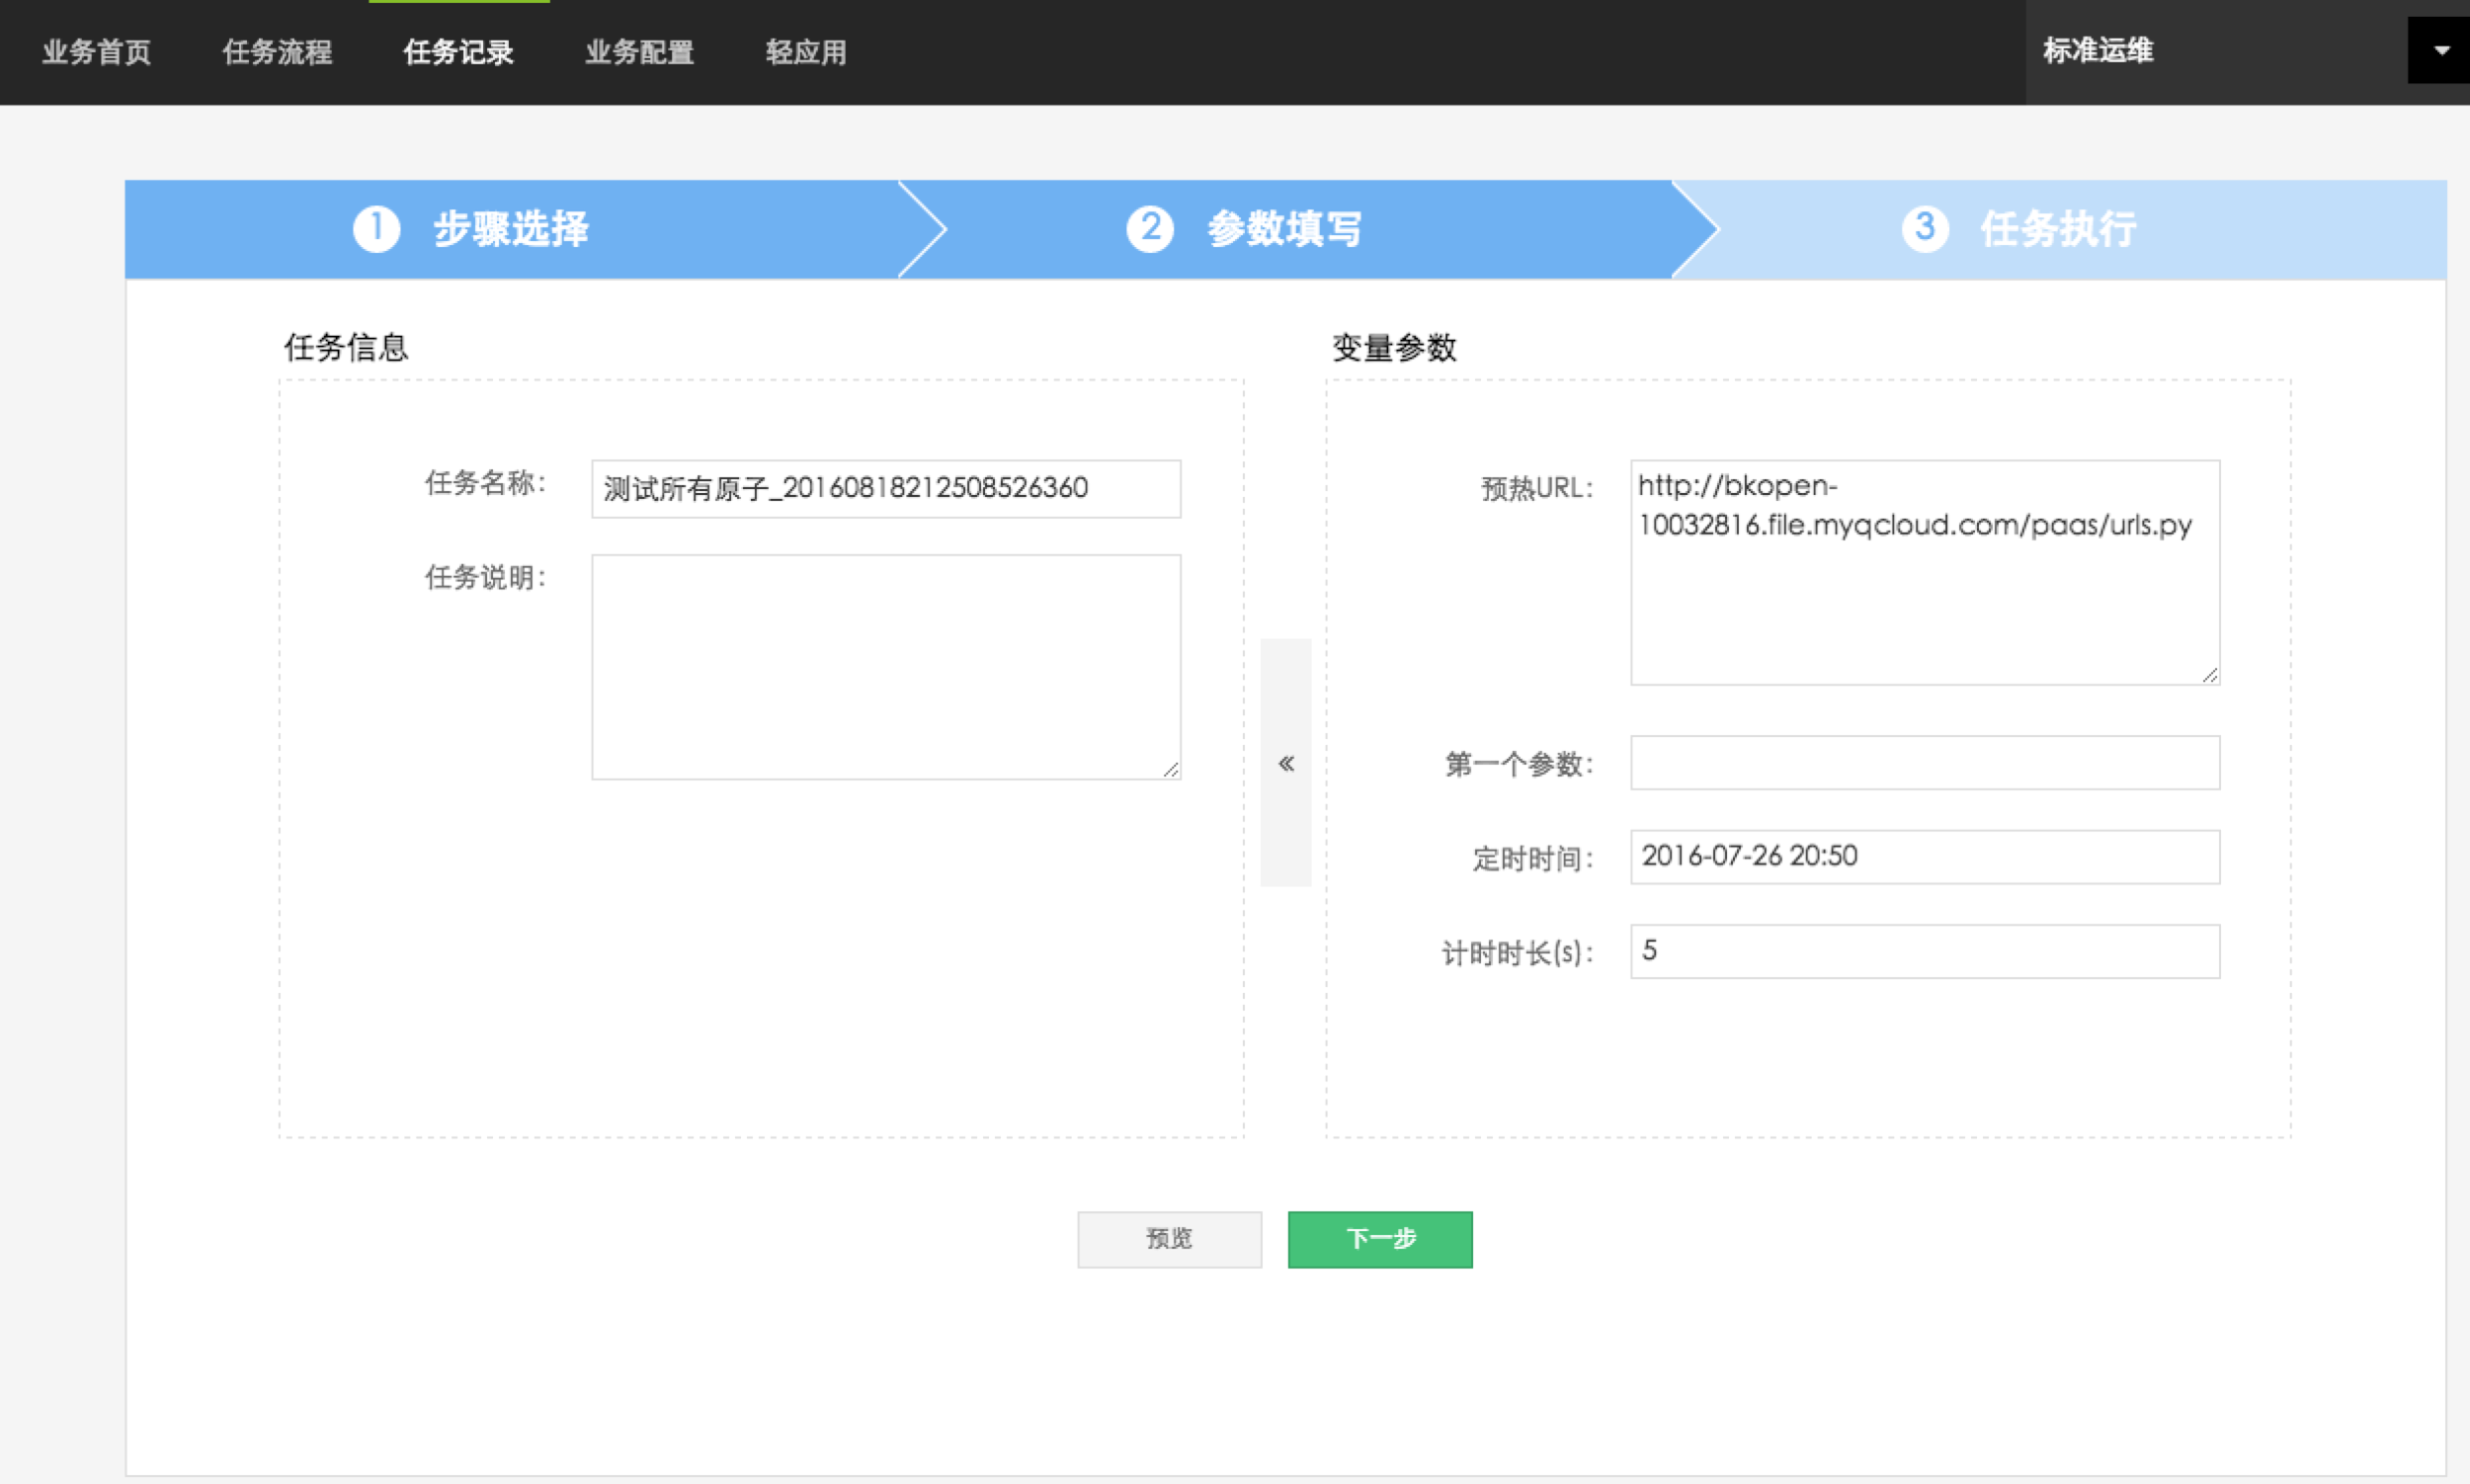 业务首页 任务流程 任务记录 业务配置 轻应用 标准运维
1 步骤选择 2 参数填写 3 任务执行
任务信息
任务名称: 测试所有原子_20160818212508526360
任务说明:
«
变量参数
预热URL: http://bkopen-
10032816.file.myqcloud.com/paas/urls.py
第一个参数:
定时时间: 2016-07-26 20:50
计时时长(s): 5
预览 下一步